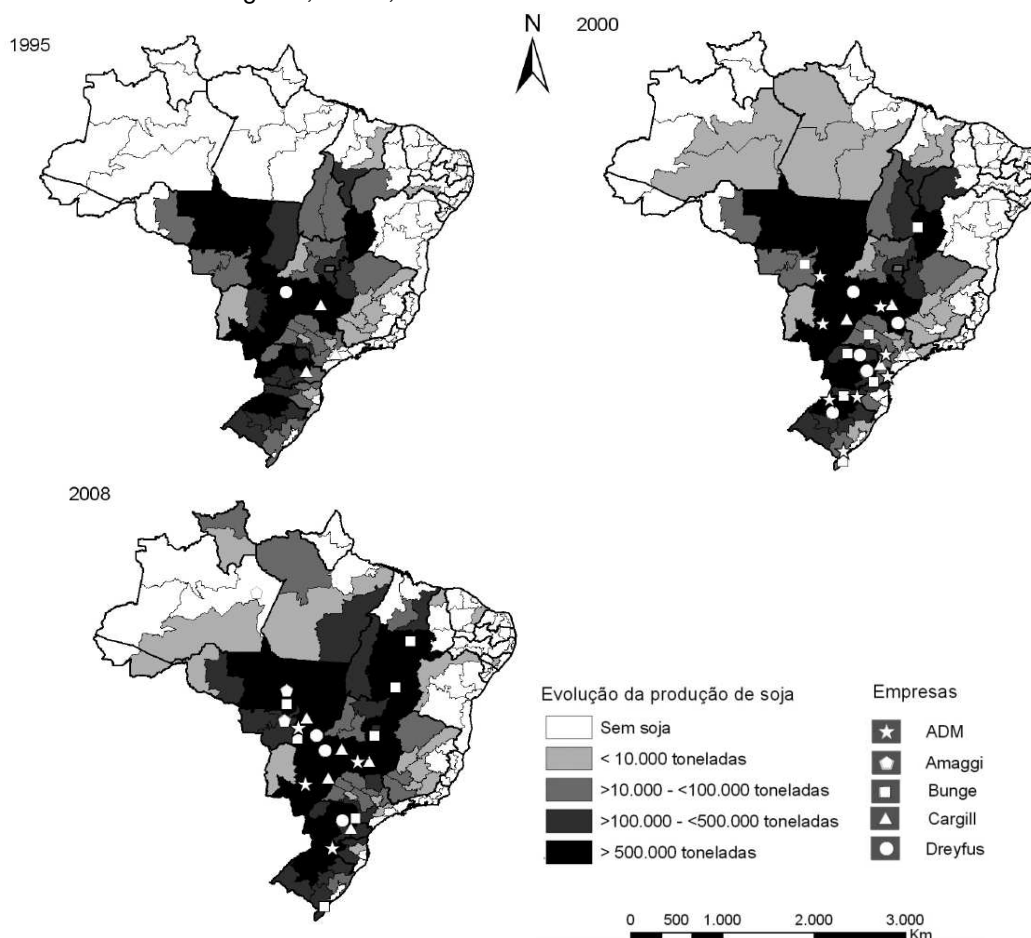 1995
N
2000
2008
Evolução da produção de soja
Sem soja
< 10.000 toneladas
>10.000 - <100.000 toneladas
>100.000 - <500.000 toneladas
> 500.000 toneladas
Empresas
ADM
Amaggi
Bunge
Cargill
Dreyfus
0 500 1.000 2.000 3.000
Km